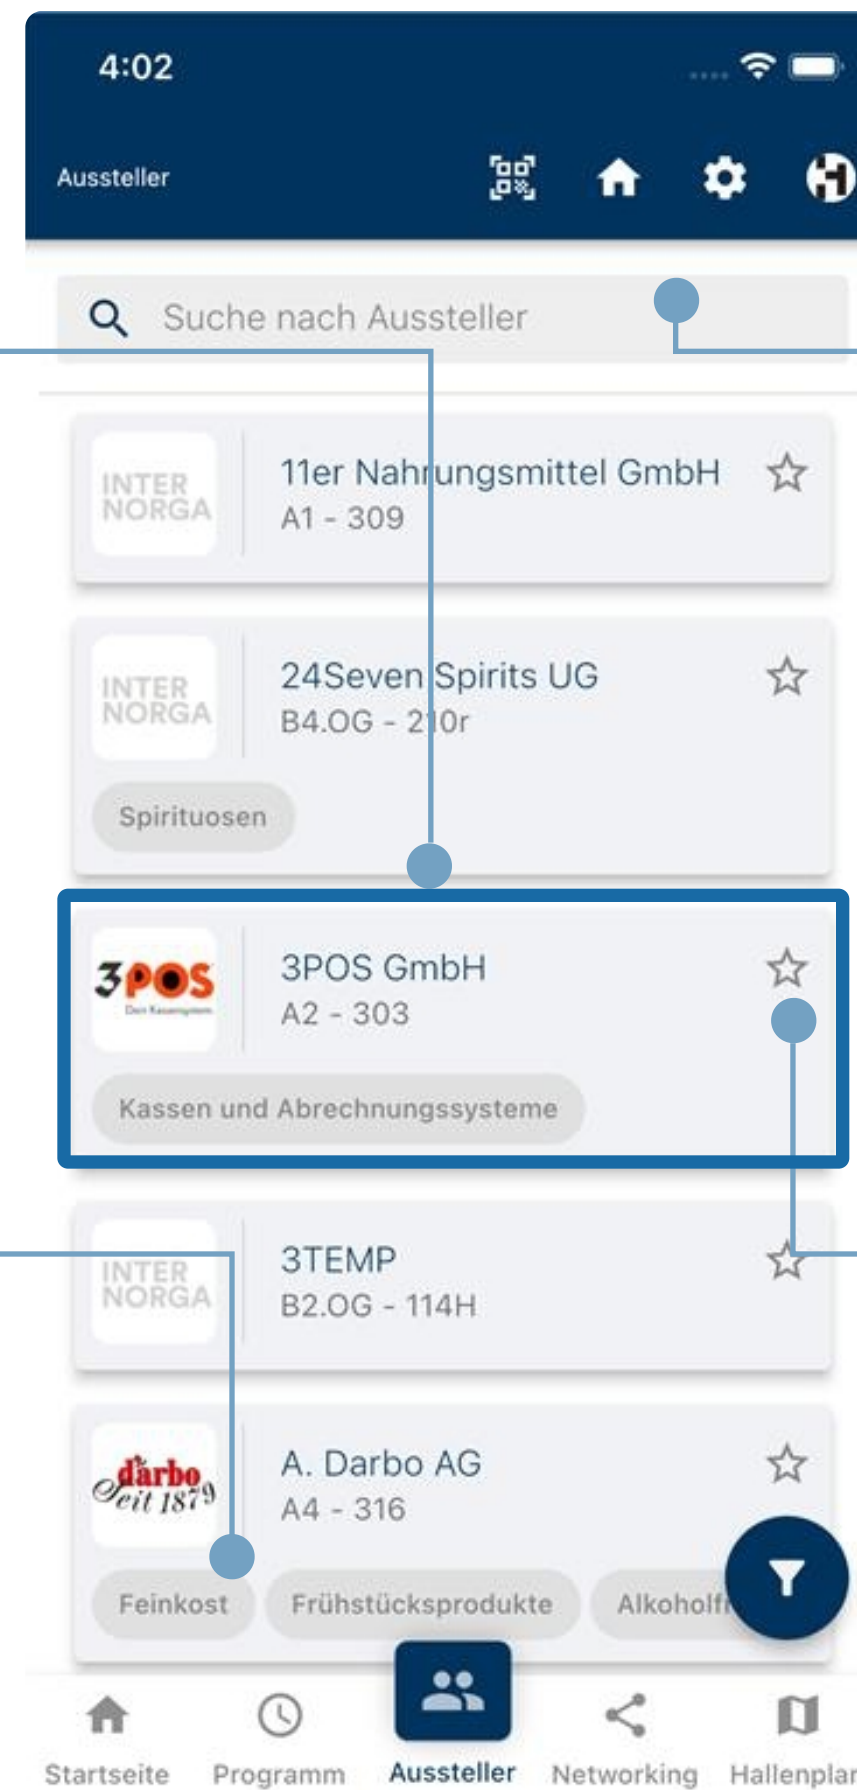 4:02
Aussteller
Suche nach Aussteller
INTER
NORGA
11er Nahrungsmittel GmbH
A1 - 309
INTER
NORGA
24Seven Spirits UG
B4.OG - 210r
Spirituosen
3POS
Dein Kassensystem
3POS GmbH
A2 - 303
Kassen und Abrechnungssysteme
INTER
NORGA
3TEMP
B2.OG - 114H
darbo
Seit 1879
A. Darbo AG
A4 - 316
Feinkost Frühstücksprodukte Alkoholf
Startseite Programm Aussteller Networking Hallenplan